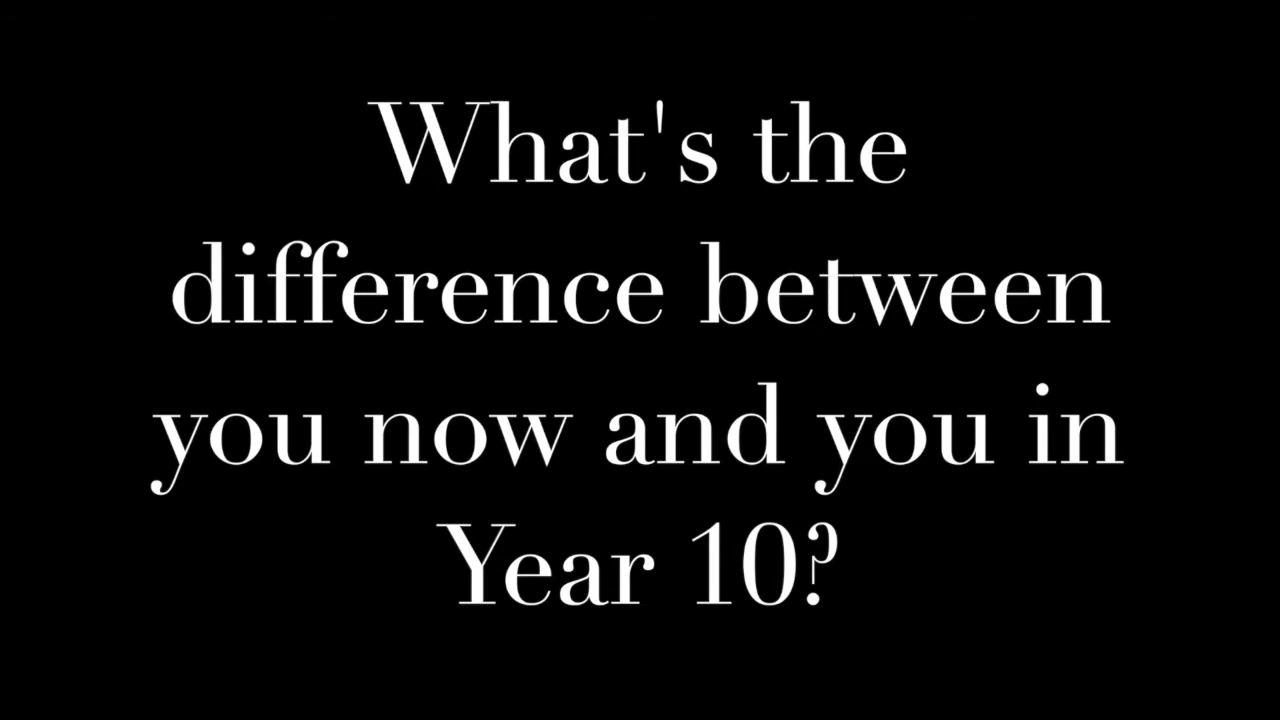 What's the
difference between
you now and you in
Year 10?